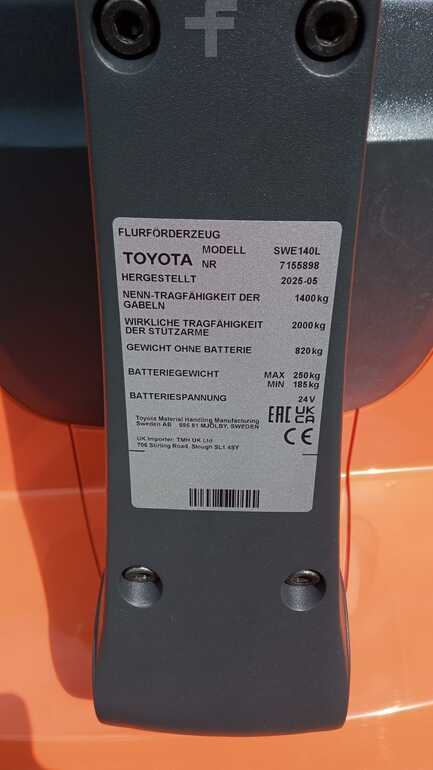 FLURFÖRDERZEUG
TOYOTA MODELL SWE140L
NR 7155898
HERGESTELLT 2025-05
NENN-TRAGFÄHIGKEIT DER GABELN 1400kg
WIRKLICHE TRAGFÄHIGKEIT DER STÜTZARME 2000kg
GEWICHT OHNE BATTERIE 820kg
BATTERIEGEWICHT MAX 250kg
MIN 185kg
BATTERIESPANNUNG 24V
Toyota Material Handling Manufacturing
Sweden AB 595 81 MJÖLBY, SWEDEN
UK Importer: TMH UK Ltd
706 Stirling Road, Slough SL1 4SY
EAC UK CA
CE